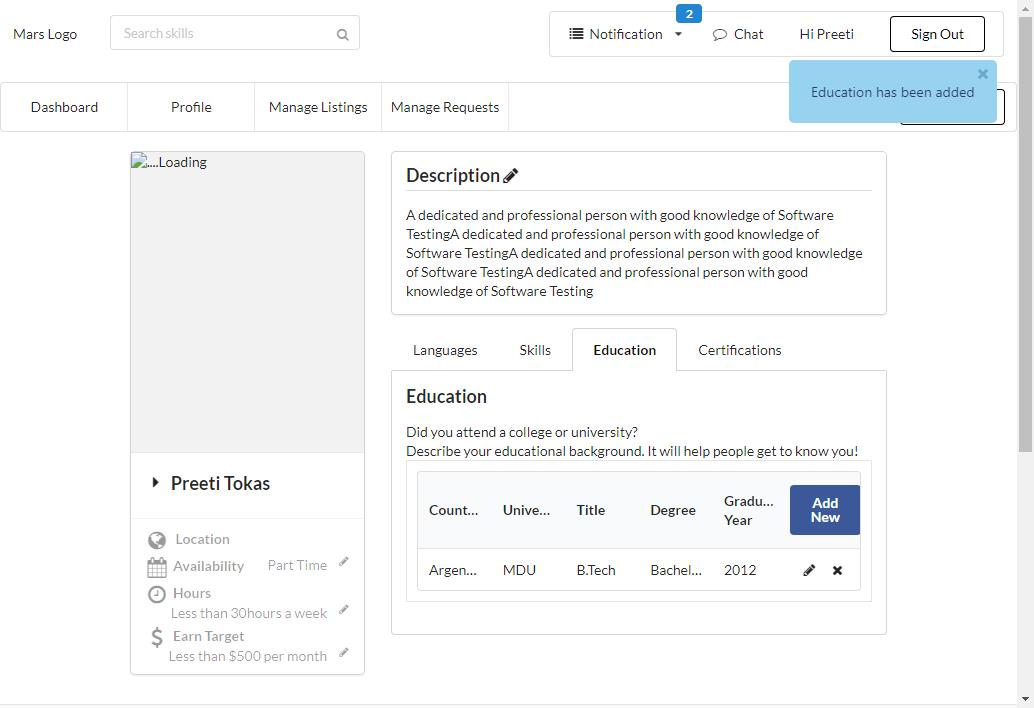 Mars Logo
Search skills
Notification
2
Chat
Hi Preeti
Sign Out
Education has been added
Dashboard
Profile
Manage Listings
Manage Requests
....Loading
Preeti Tokas
Location
Availability
Part Time
Hours
Less than 30hours a week
Earn Target
Less than $500 per month
Description
A dedicated and professional person with good knowledge of Software
TestingA dedicated and professional person with good knowledge of
Software TestingA dedicated and professional person with good knowledge
of Software TestingA dedicated and professional person with good
knowledge of Software Testing
Languages
Skills
Education
Certifications
Education
Did you attend a college or university?
Describe your educational background. It will help people get to know you!
Count...
Unive...
Title
Degree
Gradu...
Year
Add
New
Argen...
MDU
B.Tech
Bachel...
2012